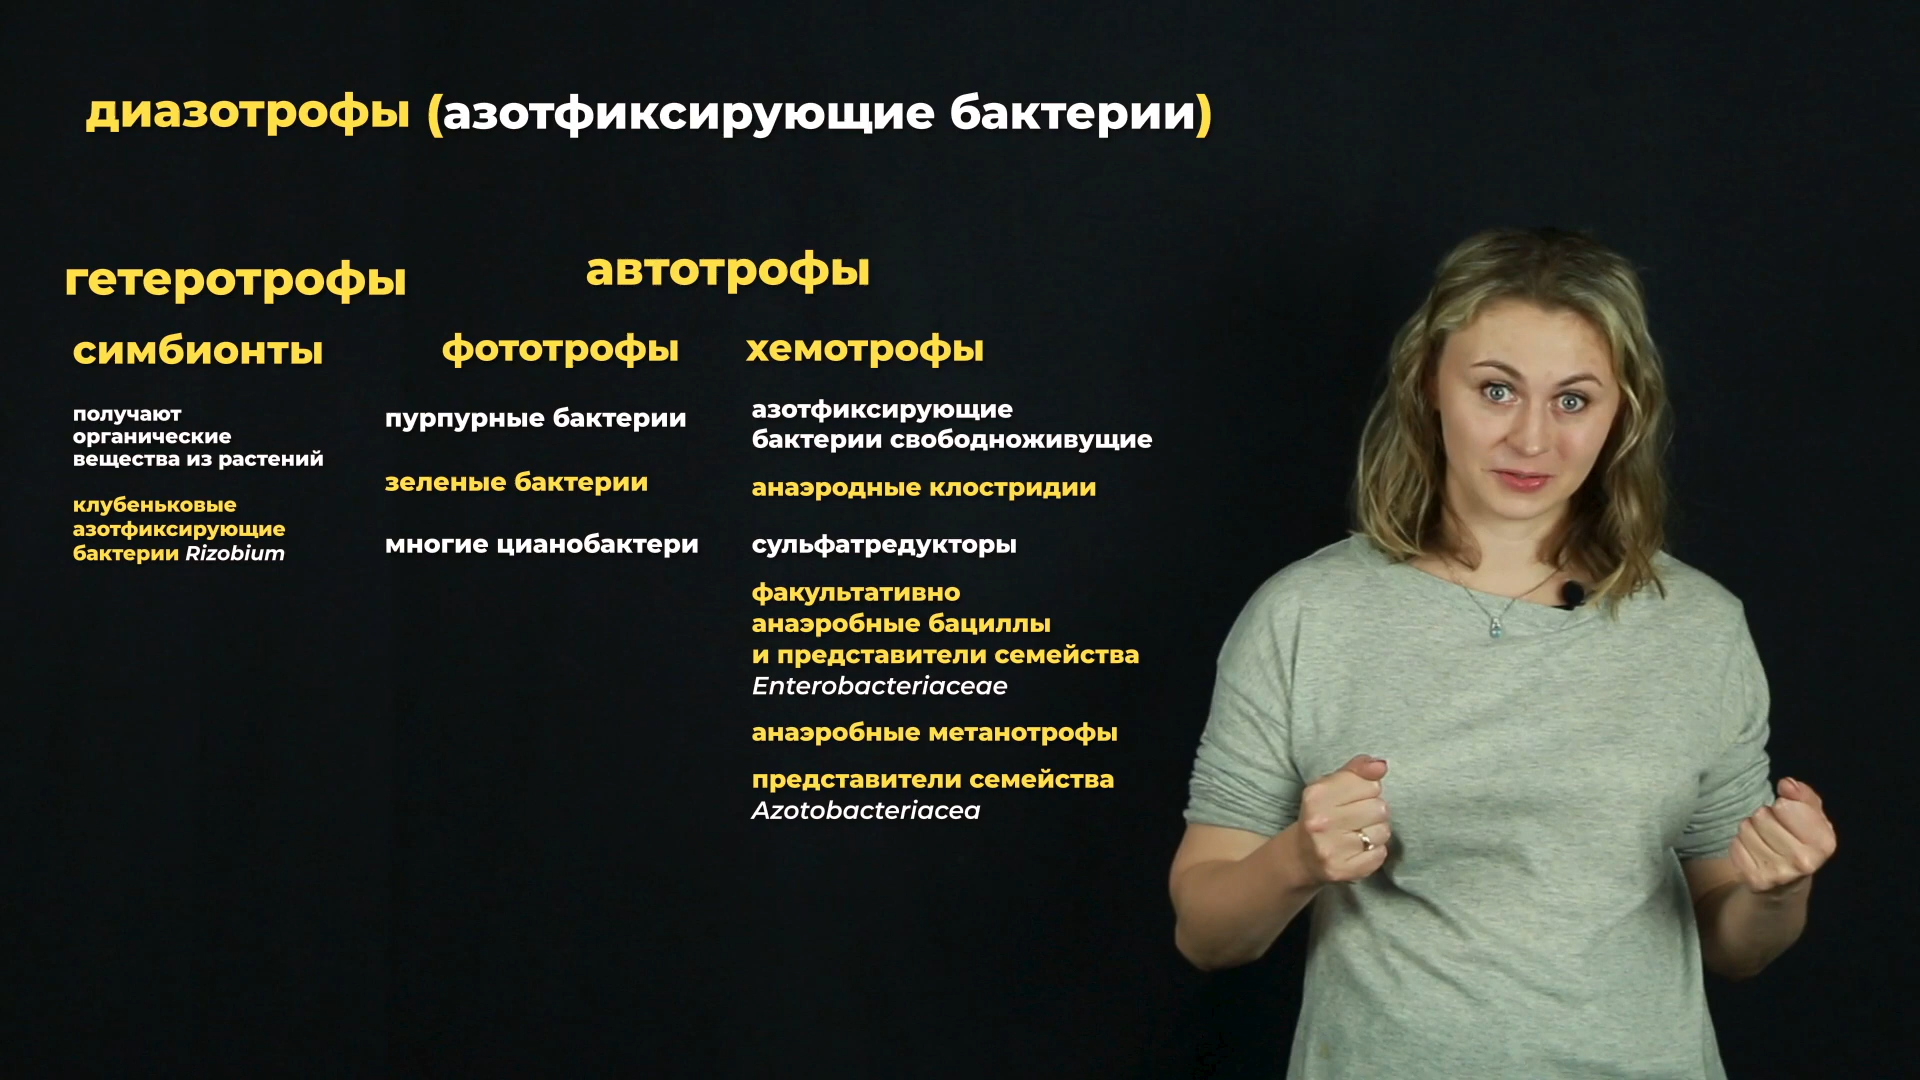 диазотрофы (азотфиксирующие бактерии)
гетеротрофы
симбионты
получают
органические
вещества из растений
клубеньковые
азотфиксирующие
бактерии Rizobium
автотрофы
фототрофы
пурпурные бактерии
зеленые бактерии
многие цианобактери
хемотрофы
азотфиксирующие
бактерии свободноживущие
анаэродные клостридии
сульфатредукторы
факультативно
анаэробные бациллы
и представители семейства
Enterobacteriaceae
анаэробные метанотрофы
представители семейства
Azotobacteriacea